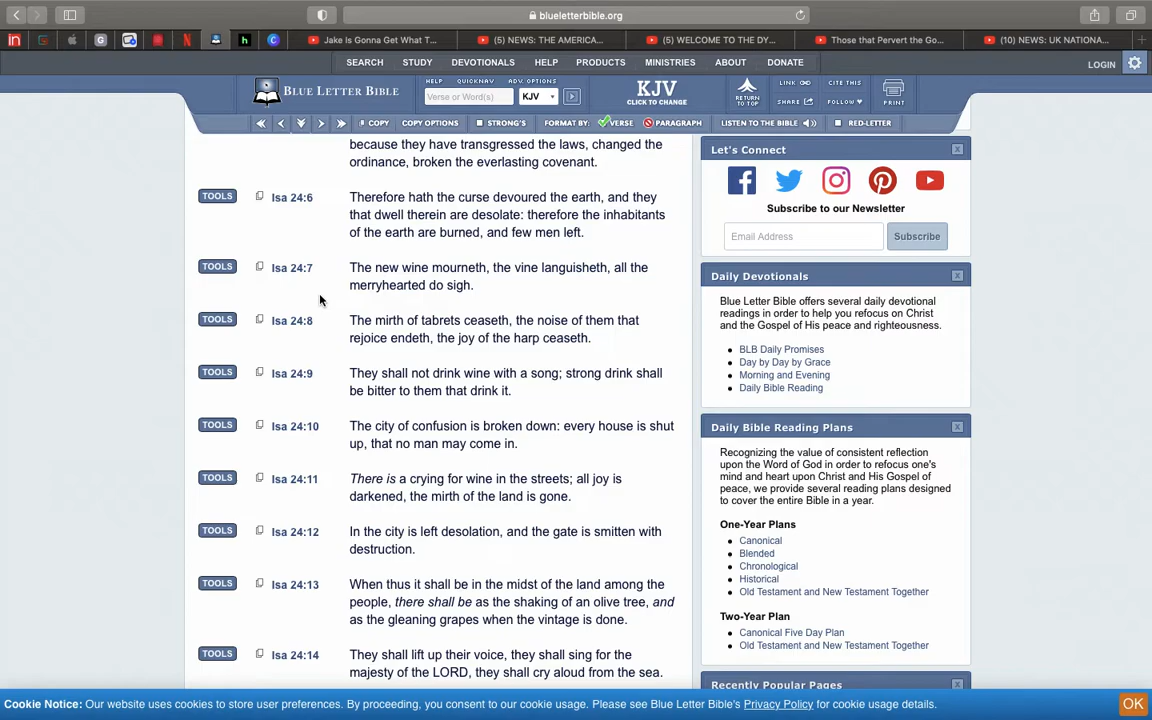 blueletterbible.org
Jake Is Gonna Get What T...
(5) NEWS: THE AMERICA...
(5) WELCOME TO THE DY...
Those that Pervert the Go...
(10) NEWS: UK NATIONA...
SEARCH STUDY DEVOTIONALS HELP PRODUCTS MINISTRIES ABOUT DONATE LOGIN
BLUE LETTER BIBLE
HELP QUICKNAV ADV. OPTIONS
Verse or Word(s) KJV
KJV
CLICK TO CHANGE
RETURN
TO TOP
LINK CITE THIS
SHARE FOLLOW
PRINT
COPY COPY OPTIONS STRONG'S FORMAT BY: VERSE PARAGRAPH LISTEN TO THE BIBLE RED-LETTER
because they have transgressed the laws, changed the
ordinance, broken the everlasting covenant.
TOOLS Isa 24:6 Therefore hath the curse devoured the earth, and they
that dwell therein are desolate: therefore the inhabitants
of the earth are burned, and few men left.
TOOLS Isa 24:7 The new wine mourneth, the vine languisheth, all the
merryhearted do sigh.
TOOLS Isa 24:8 The mirth of tabrets ceaseth, the noise of them that
rejoice endeth, the joy of the harp ceaseth.
TOOLS Isa 24:9 They shall not drink wine with a song; strong drink shall
be bitter to them that drink it.
TOOLS Isa 24:10 The city of confusion is broken down: every house is shut
up, that no man may come in.
TOOLS Isa 24:11 There is a crying for wine in the streets; all joy is
darkened, the mirth of the land is gone.
TOOLS Isa 24:12 In the city is left desolation, and the gate is smitten with
destruction.
TOOLS Isa 24:13 When thus it shall be in the midst of the land among the
people, there shall be as the shaking of an olive tree, and
as the gleaning grapes when the vintage is done.
TOOLS Isa 24:14 They shall lift up their voice, they shall sing for the
majesty of the LORD, they shall cry aloud from the sea.
Let's Connect
Subscribe to our Newsletter
Email Address Subscribe
Daily Devotionals
Blue Letter Bible offers several daily devotional
readings in order to help you refocus on Christ
and the Gospel of His peace and righteousness.
BLB Daily Promises
Day by Day by Grace
Morning and Evening
Daily Bible Reading
Daily Bible Reading Plans
Recognizing the value of consistent reflection
upon the Word of God in order to refocus one's
mind and heart upon Christ and His Gospel of
peace, we provide several reading plans designed
to cover the entire Bible in a year.
One-Year Plans
Canonical
Blended
Chronological
Historical
Old Testament and New Testament Together
Two-Year Plan
Canonical Five Day Plan
Old Testament and New Testament Together
Recently Popular Pages
Cookie Notice: Our website uses cookies to store user preferences. By proceeding, you consent to our cookie usage. Please see Blue Letter Bible's Privacy Policy for cookie usage details. OK